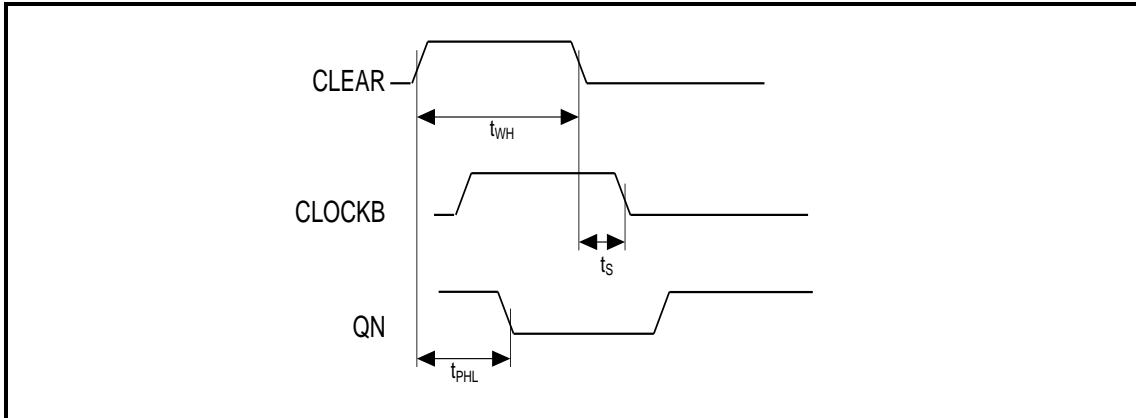 CLEAR
tWH
CLOCKB
tS
QN
tPHL